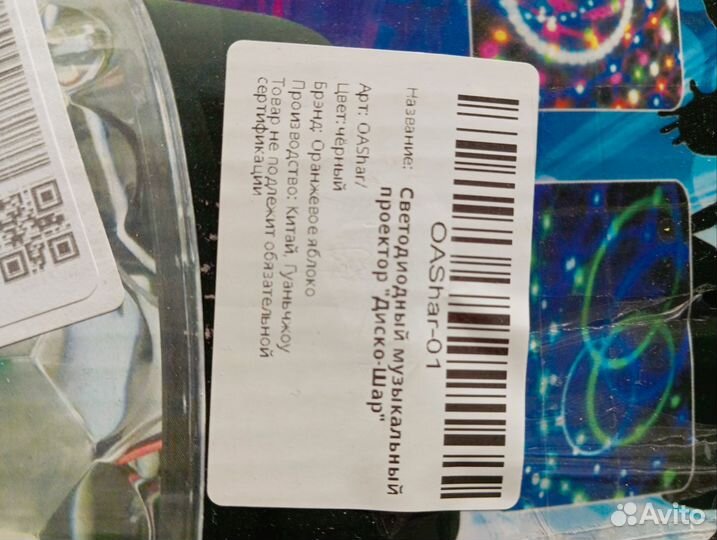 OAShar-01
Название: Светодиодный музыкальный
проектор "Диско-Шар"
Арт: OAShar/
Цвет:чёрный
Брэнд: Оранжевое яблоко
Производство: Китай, Гуаньчжоу
Товар не подлежит обязательной
сертификации
Avito